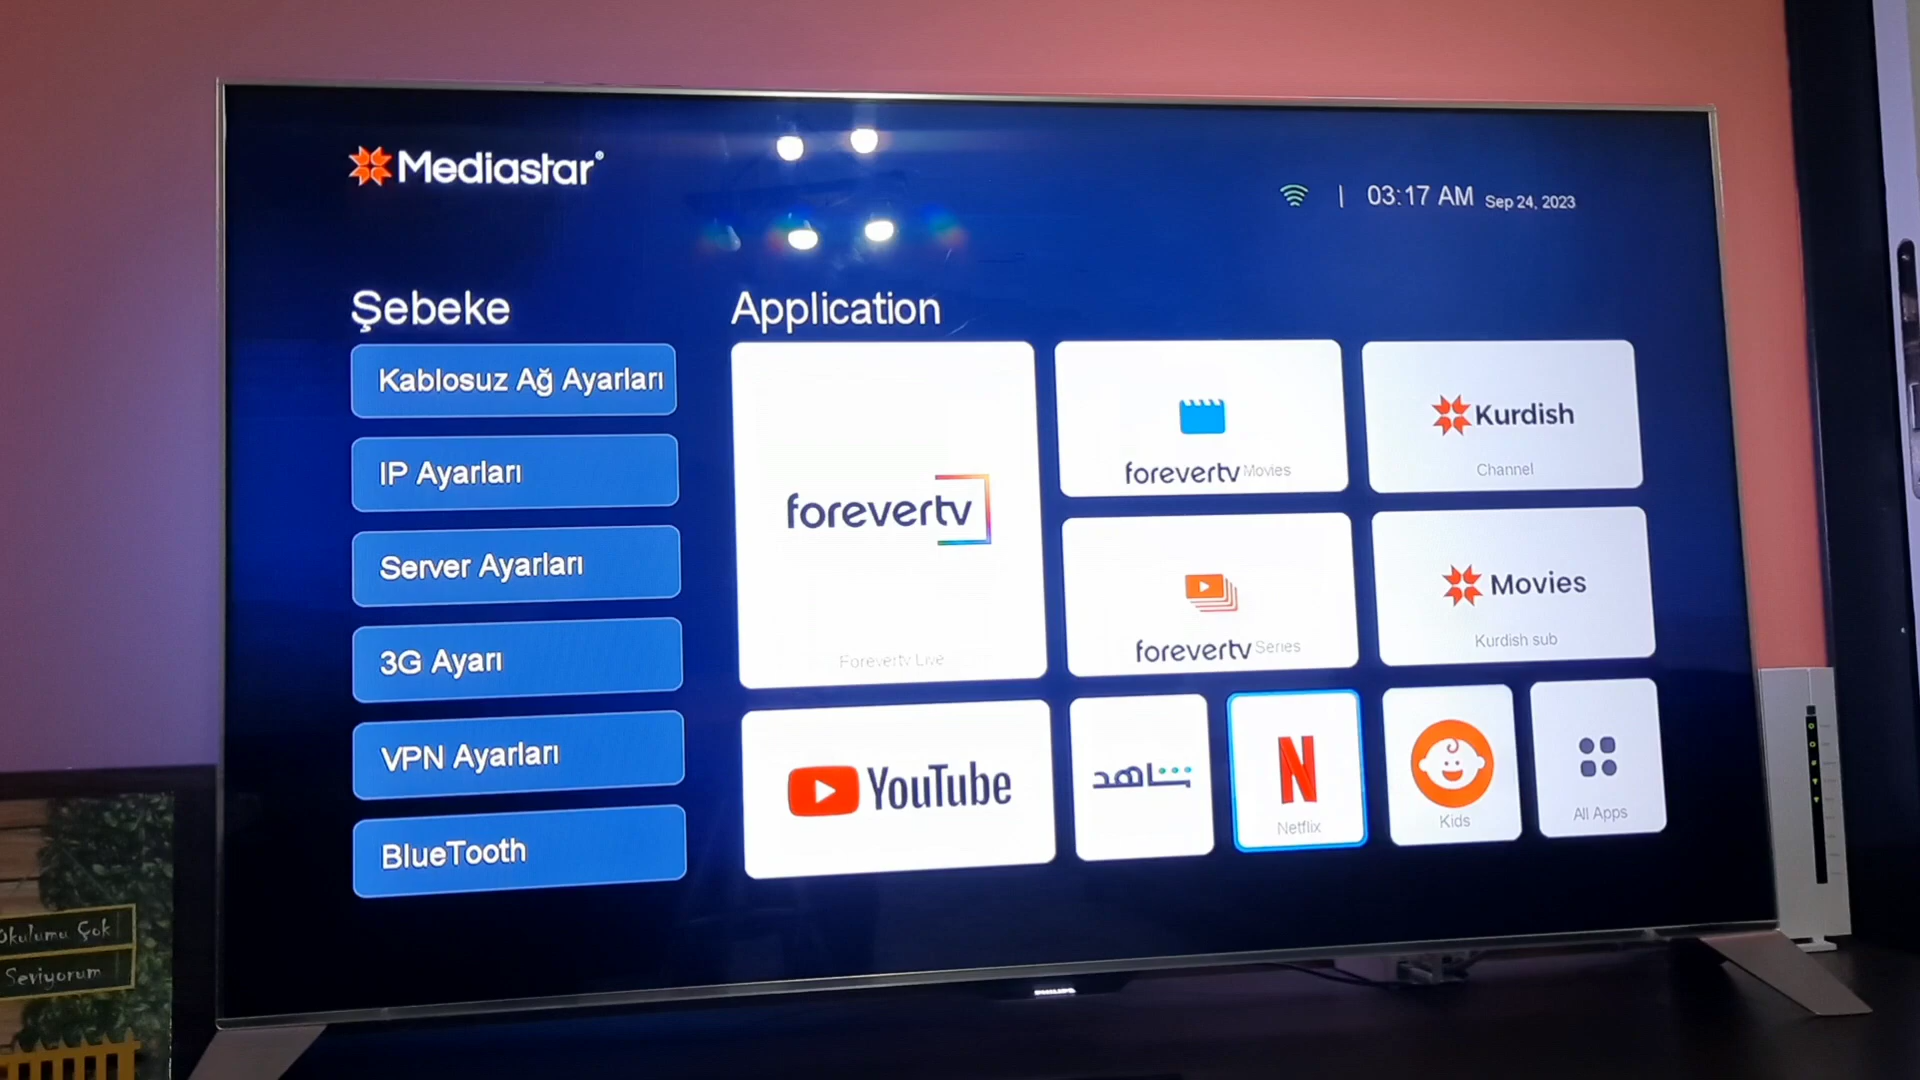 Mediastar®
| 03:17 AM Sep 24, 2023
Şebeke
Kablosuz Ağ Ayarları
IP Ayarları
Server Ayarları
3G Ayarı
VPN Ayarları
BlueTooth
Application
forevertv
Forevertv Live
forevertv Movies
Kurdish
Channel
forevertv Series
Movies
Kurdish sub
YouTube
شاهد
N
Netflix
Kids
All Apps
PHILIPS
Okulumu Çok
Seviyorum